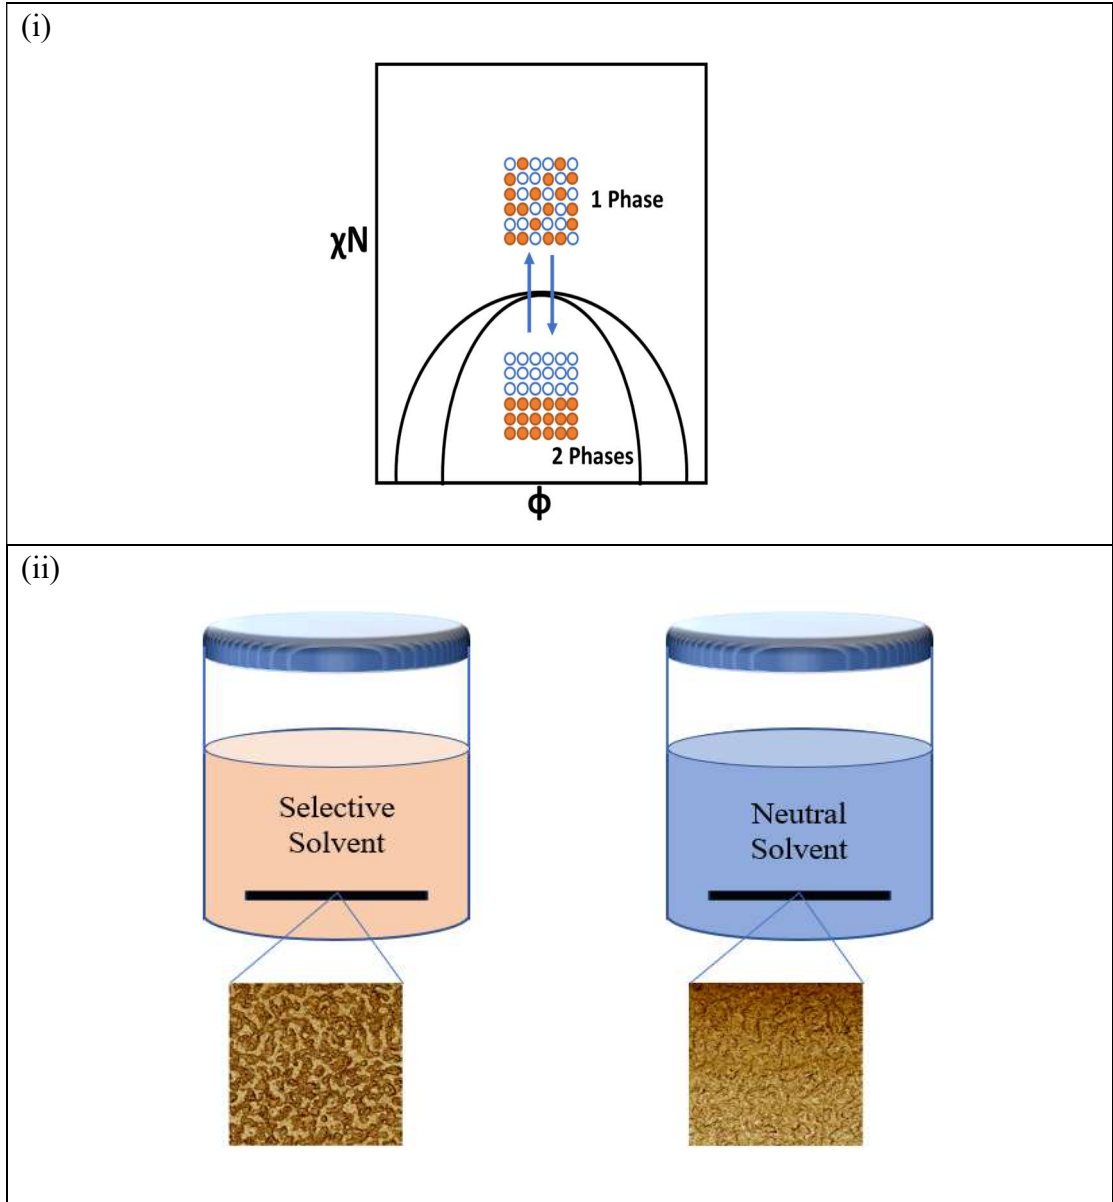 (i)
1 Phase
χN
2 Phases
ϕ
(ii)
Selective
Solvent
Neutral
Solvent